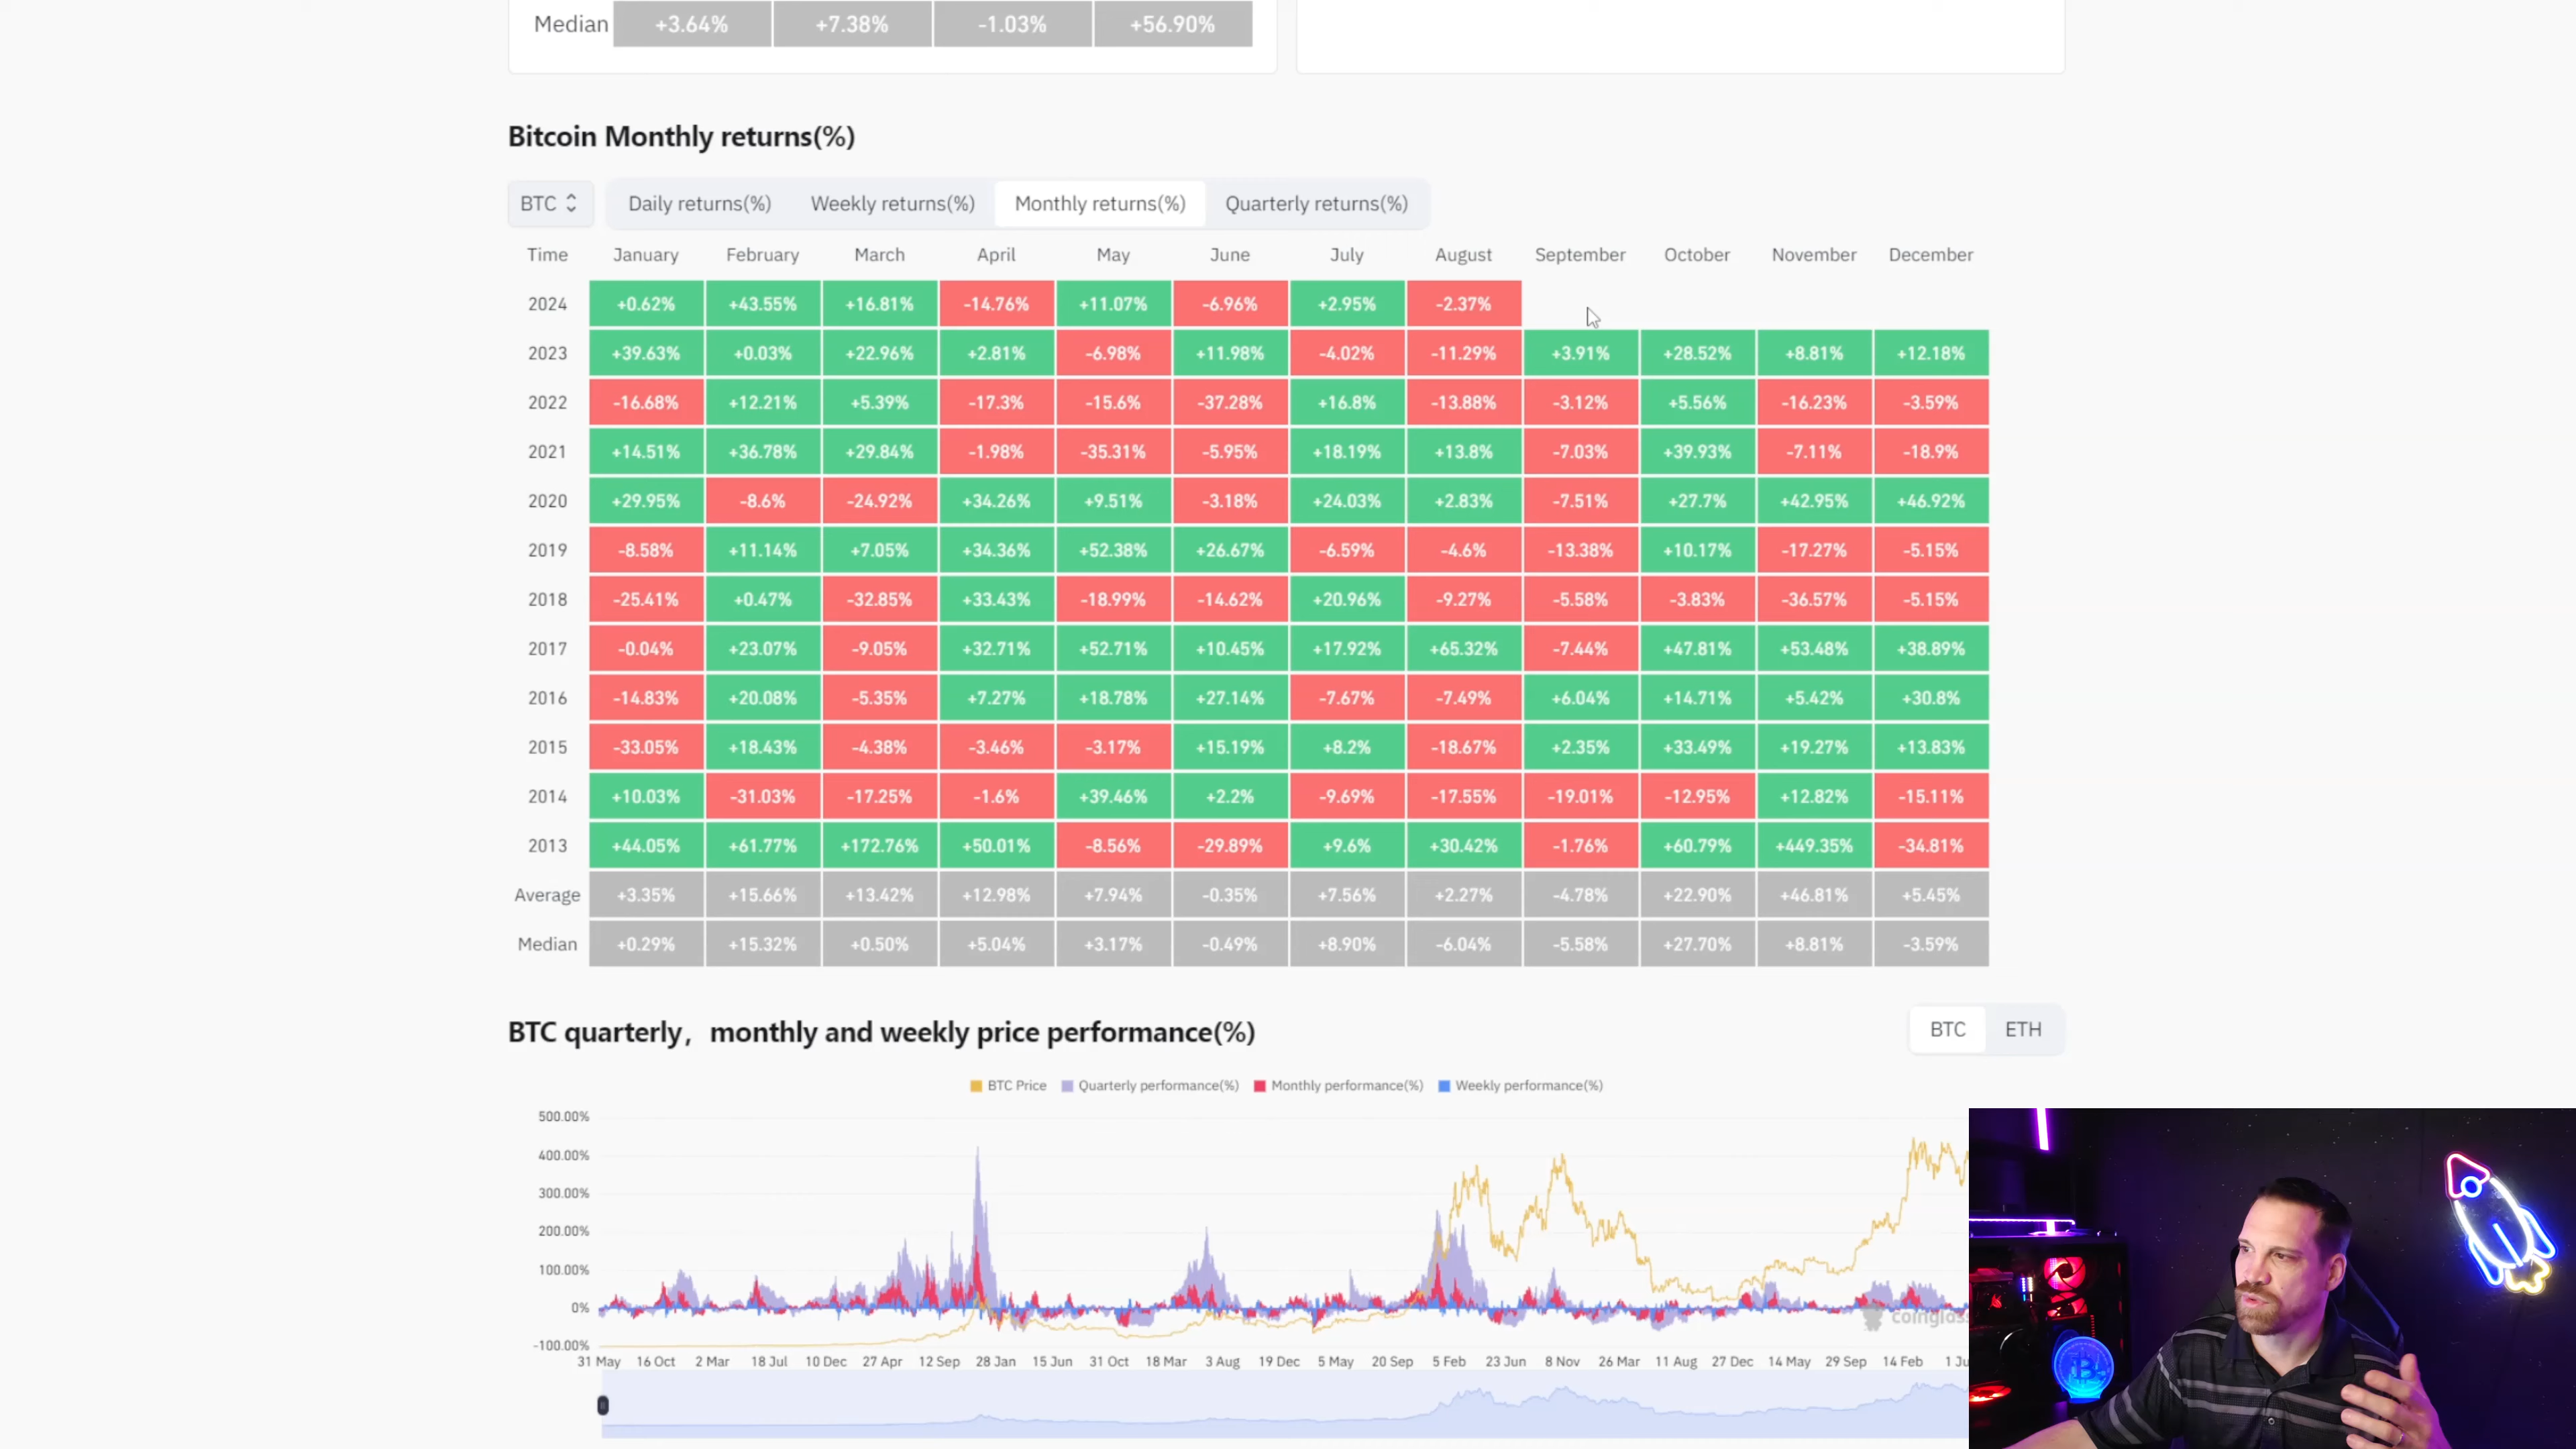 Median +3.64% +7.38% -1.03% +56.90%
Bitcoin Monthly returns(%)
BTC Daily returns(%) Weekly returns(%) Monthly returns(%) Quarterly returns(%)
Time January February March April May June July August September October November December
2024 +0.62% +43.55% +16.81% -14.76% +11.07% -6.96% +2.95% -2.37%
2023 +39.63% +0.03% +22.96% +2.81% -6.98% +11.98% -4.02% -11.29% +3.91% +28.52% +8.81% +12.18%
2022 -16.68% +12.21% +5.39% -17.3% -15.6% -37.28% +16.8% -13.88% -3.12% +5.56% -16.23% -3.59%
2021 +14.51% +36.78% +29.84% -1.98% -35.31% -5.95% +18.19% +13.8% -7.03% +39.93% -7.11% -18.9%
2020 +29.95% -8.6% -24.92% +34.26% +9.51% -3.18% +24.03% +2.83% -7.51% +27.7% +42.95% +46.92%
2019 -8.58% +11.14% +7.05% +34.36% +52.38% +26.67% -6.59% -4.6% -13.38% +10.17% -17.27% -5.15%
2018 -25.41% +0.47% -32.85% +33.43% -18.99% -14.62% +20.96% -9.27% -5.58% -3.83% -36.57% -5.15%
2017 -0.04% +23.07% -9.05% +32.71% +52.71% +10.45% +17.92% +65.32% -7.44% +47.81% +53.48% +38.89%
2016 -14.83% +20.08% -5.35% +7.27% +18.78% +27.14% -7.67% -7.49% +6.04% +14.71% +5.42% +30.8%
2015 -33.05% +18.43% -4.38% -3.46% -3.17% +15.19% +8.2% -18.67% +2.35% +33.49% +19.27% +13.83%
2014 +10.03% -31.03% -17.25% -1.6% +39.46% +2.2% -9.69% -17.55% -19.01% -12.95% +12.82% -15.11%
2013 +44.05% +61.77% +172.76% +50.01% -8.56% -29.89% +9.6% +30.42% -1.76% +60.79% +449.35% -34.81%
Average +3.35% +15.66% +13.42% +12.98% +7.94% -0.35% +7.56% +2.27% -4.78% +22.90% +46.81% +5.45%
Median +0.29% +15.32% +0.50% +5.04% +3.17% -0.49% +8.90% -6.04% -5.58% +27.70% +8.81% -3.59%
BTC quarterly，monthly and weekly price performance(%)
BTC ETH
BTC Price Quarterly performance(%) Monthly performance(%) Weekly performance(%)
500.00%
400.00%
300.00%
200.00%
100.00%
0%
-100.00%
coinglass
31 May 16 Oct 2 Mar 18 Jul 10 Dec 27 Apr 12 Sep 28 Jan 15 Jun 31 Oct 18 Mar 3 Aug 19 Dec 5 May 20 Sep 5 Feb 23 Jun 8 Nov 26 Mar 11 Aug 27 Dec 14 May 29 Sep 14 Feb